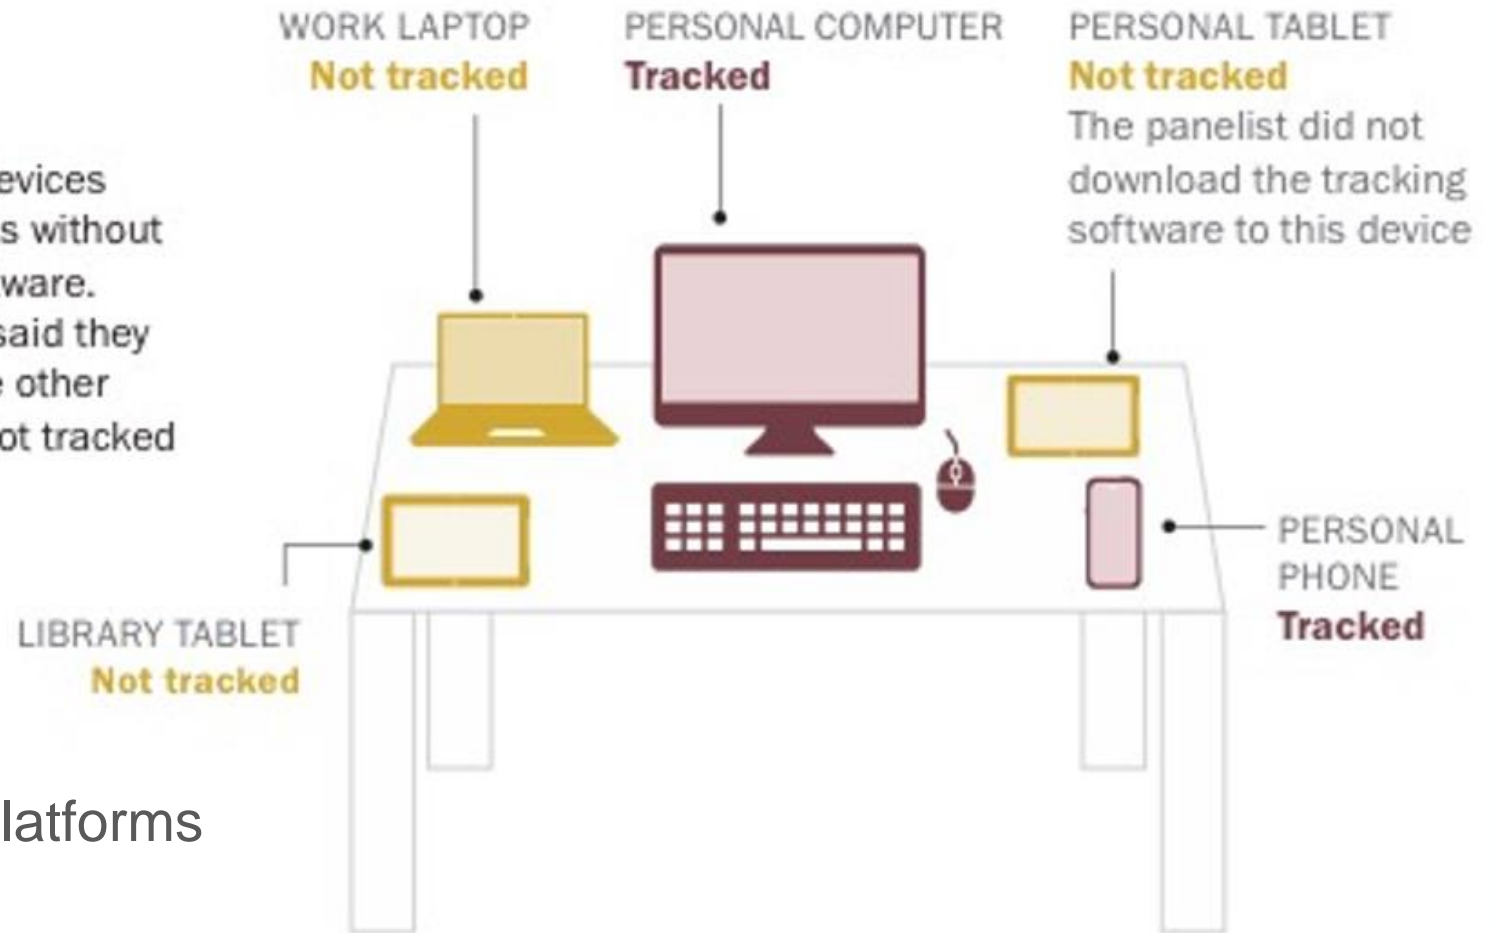 WORK LAPTOP
Not tracked
PERSONAL COMPUTER
Tracked
PERSONAL TABLET
Not tracked
The panelist did not
download the tracking
software to this device
evices
s without
ware.
said they
e other
ot tracked
PERSONAL
PHONE
Tracked
LIBRARY TABLET
Not tracked
latforms